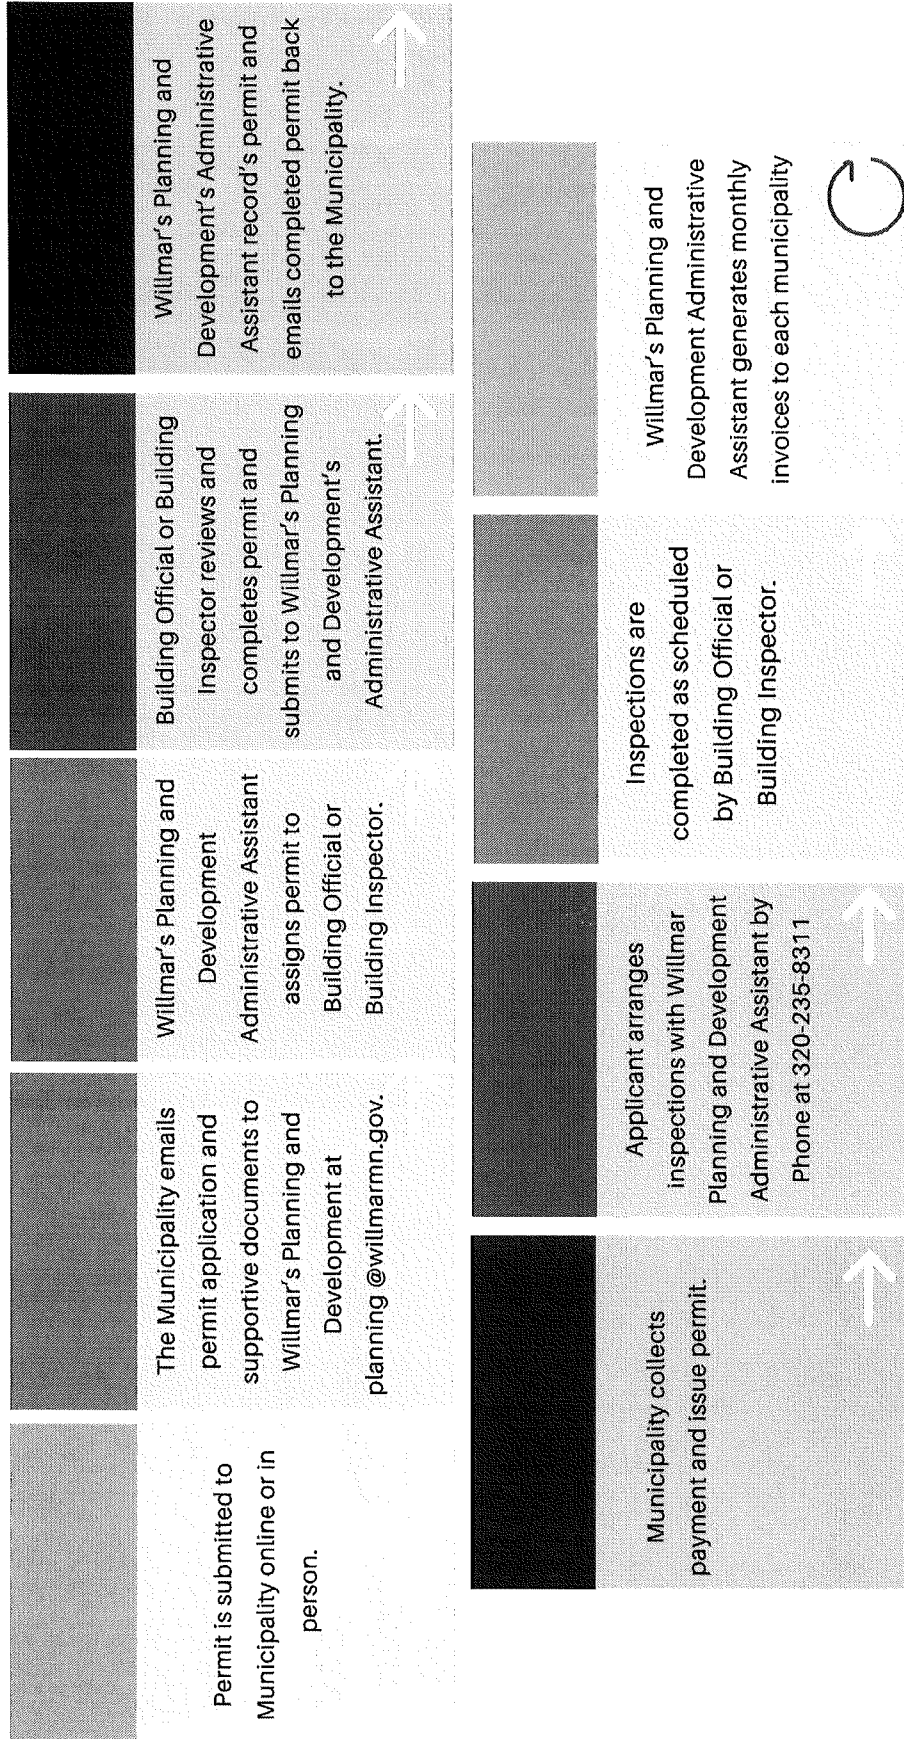 Permit is submitted to
Municipality online or in
person.
The Municipality emails
permit application and
supportive documents to
Willmar's Planning and
Development at
planning @willmarmn.gov.
Willmar's Planning and
Development
Administrative Assistant
assigns permit to
Building Official or
Building Inspector.
Building Official or Building
Inspector reviews and
completes permit and
submits to Willmar's Planning
and Development's
Administrative Assistant.
Willmar's Planning and
Development's Administrative
Assistant record's permit and
emails completed permit back
to the Municipality.
Municipality collects
payment and issue permit.
Applicant arranges
inspections with Willmar
Planning and Development
Administrative Assistant by
Phone at 320-235-8311
Inspections are
completed as scheduled
by Building Official or
Building Inspector.
Willmar's Planning and
Development Administrative
Assistant generates monthly
invoices to each municipality